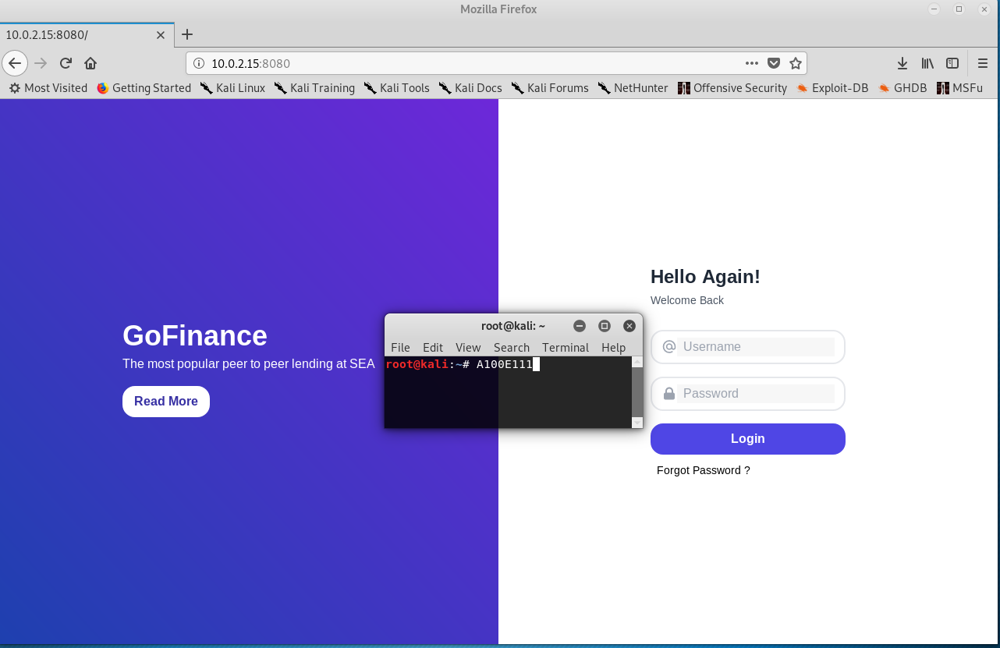 Mozilla Firefox
10.0.2.15:8080/
10.0.2.15:8080
Most Visited Getting Started Kali Linux Kali Training Kali Tools Kali Docs Kali Forums NetHunter Offensive Security Exploit-DB GHDB MSFu
GoFinance
The most popular peer to peer lending at SEA
Read More
root@kali: ~
File Edit View Search Terminal Help
root@kali:~# A100E111
Hello Again!
Welcome Back
Username
Password
Login
Forgot Password ?